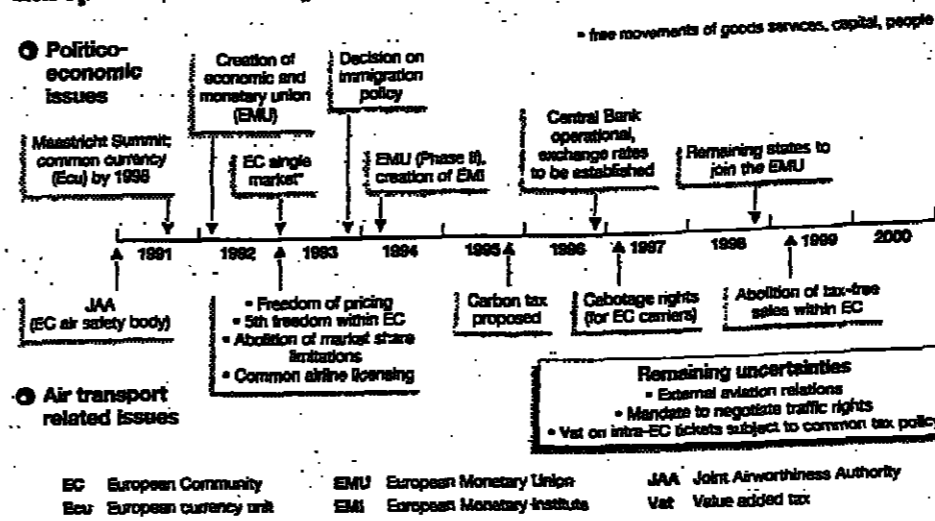 * free movements of goods services, capital, people
Politico-
economic
issues
Creation of
economic and
monetary union
(EMU)
Decision on
immigration
policy
Maastricht Summit;
common currency
(Ecu) by 1998
EC single
market*
EMU (Phase II),
creation of EMI
Central Bank
operational,
exchange rates
to be established
Remaining states to
join the EMU
1991 1992 1993 1994 1995 1996 1997 1998 1999 2000
JAA
(EC air safety body)
• Freedom of pricing
• 5th freedom within EC
• Abolition of market share
limitations
• Common airline licensing
Carbon tax
proposed
Cabotage rights
(for EC carriers)
Abolition of tax-free
sales within EC
Air transport
related issues
Remaining uncertainties
• External aviation relations
• Mandate to negotiate traffic rights
• Vat on intra-EC tickets subject to common tax policy
EC European Community EMU European Monetary Union JAA Joint Airworthiness Authority
Ecu European currency unit EMI European Monetary Institute Vat Value added tax